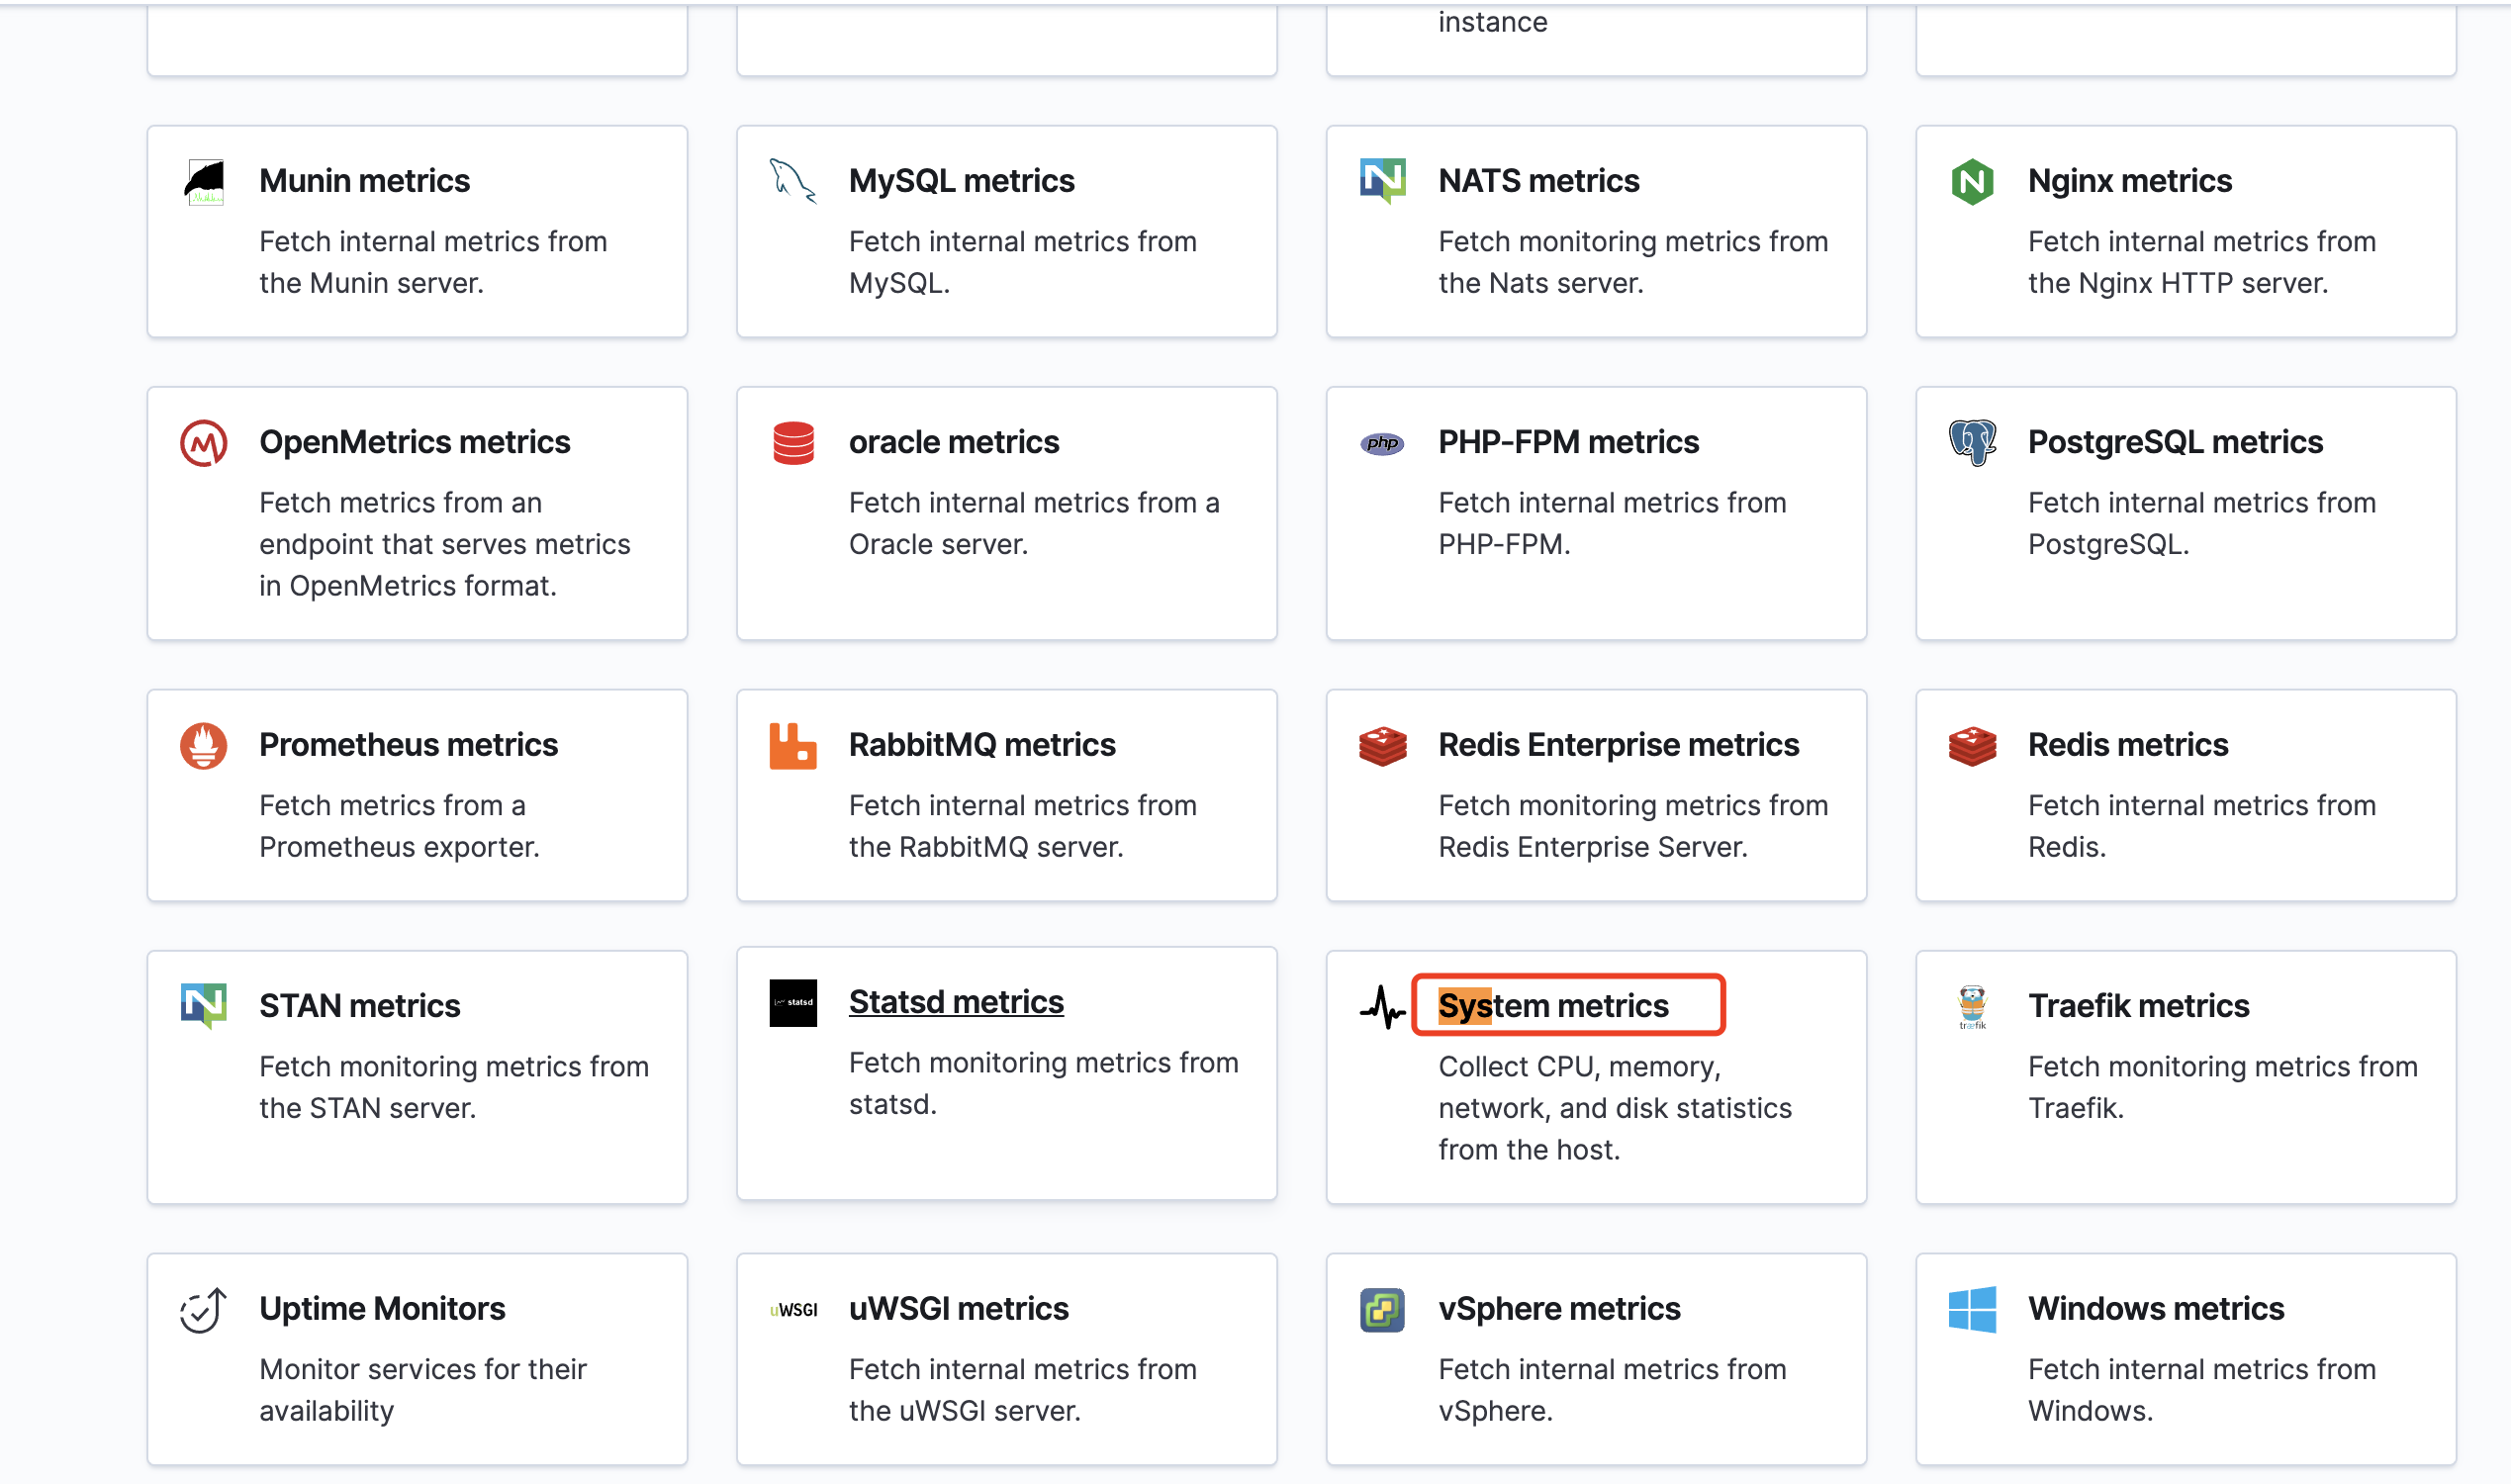 instance
Munin metrics
Fetch internal metrics from
the Munin server.
MySQL metrics
Fetch internal metrics from
MySQL.
NATS metrics
Fetch monitoring metrics from
the Nats server.
Nginx metrics
Fetch internal metrics from
the Nginx HTTP server.
OpenMetrics metrics
Fetch metrics from an
endpoint that serves metrics
in OpenMetrics format.
oracle metrics
Fetch internal metrics from a
Oracle server.
php
PHP-FPM metrics
Fetch internal metrics from
PHP-FPM.
PostgreSQL metrics
Fetch internal metrics from
PostgreSQL.
Prometheus metrics
Fetch metrics from a
Prometheus exporter.
RabbitMQ metrics
Fetch internal metrics from
the RabbitMQ server.
Redis Enterprise metrics
Fetch monitoring metrics from
Redis Enterprise Server.
Redis metrics
Fetch internal metrics from
Redis.
STAN metrics
Fetch monitoring metrics from
the STAN server.
statsd
Statsd metrics
Fetch monitoring metrics from
statsd.
System metrics
Collect CPU, memory,
network, and disk statistics
from the host.
træfik
Traefik metrics
Fetch monitoring metrics from
Traefik.
Uptime Monitors
Monitor services for their
availability
uWSGI
uWSGI metrics
Fetch internal metrics from
the uWSGI server.
vSphere metrics
Fetch internal metrics from
vSphere.
Windows metrics
Fetch internal metrics from
Windows.